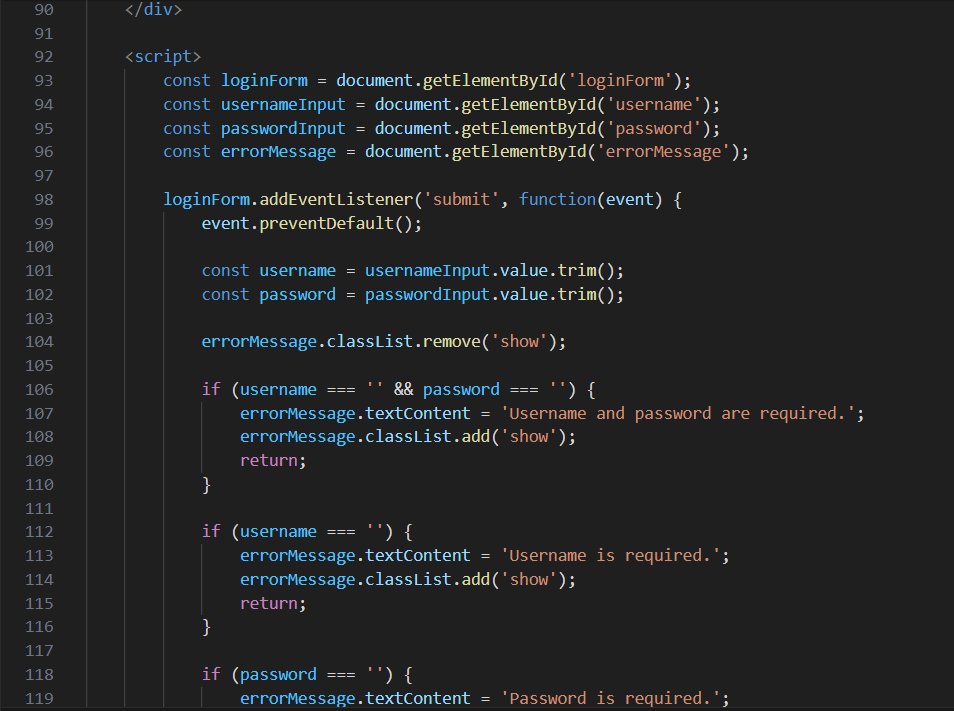 90 </div>
91
92 <script>
93 const loginForm = document.getElementById('loginForm');
94 const usernameInput = document.getElementById('username');
95 const passwordInput = document.getElementById('password');
96 const errorMessage = document.getElementById('errorMessage');
97
98 loginForm.addEventListener('submit', function(event) {
99 event.preventDefault();
100
101 const username = usernameInput.value.trim();
102 const password = passwordInput.value.trim();
103
104 errorMessage.classList.remove('show');
105
106 if (username === '' && password === '') {
107 errorMessage.textContent = 'Username and password are required.';
108 errorMessage.classList.add('show');
109 return;
110 }
111
112 if (username === '') {
113 errorMessage.textContent = 'Username is required.';
114 errorMessage.classList.add('show');
115 return;
116 }
117
118 if (password === '') {
119 errorMessage.textContent = 'Password is required.';